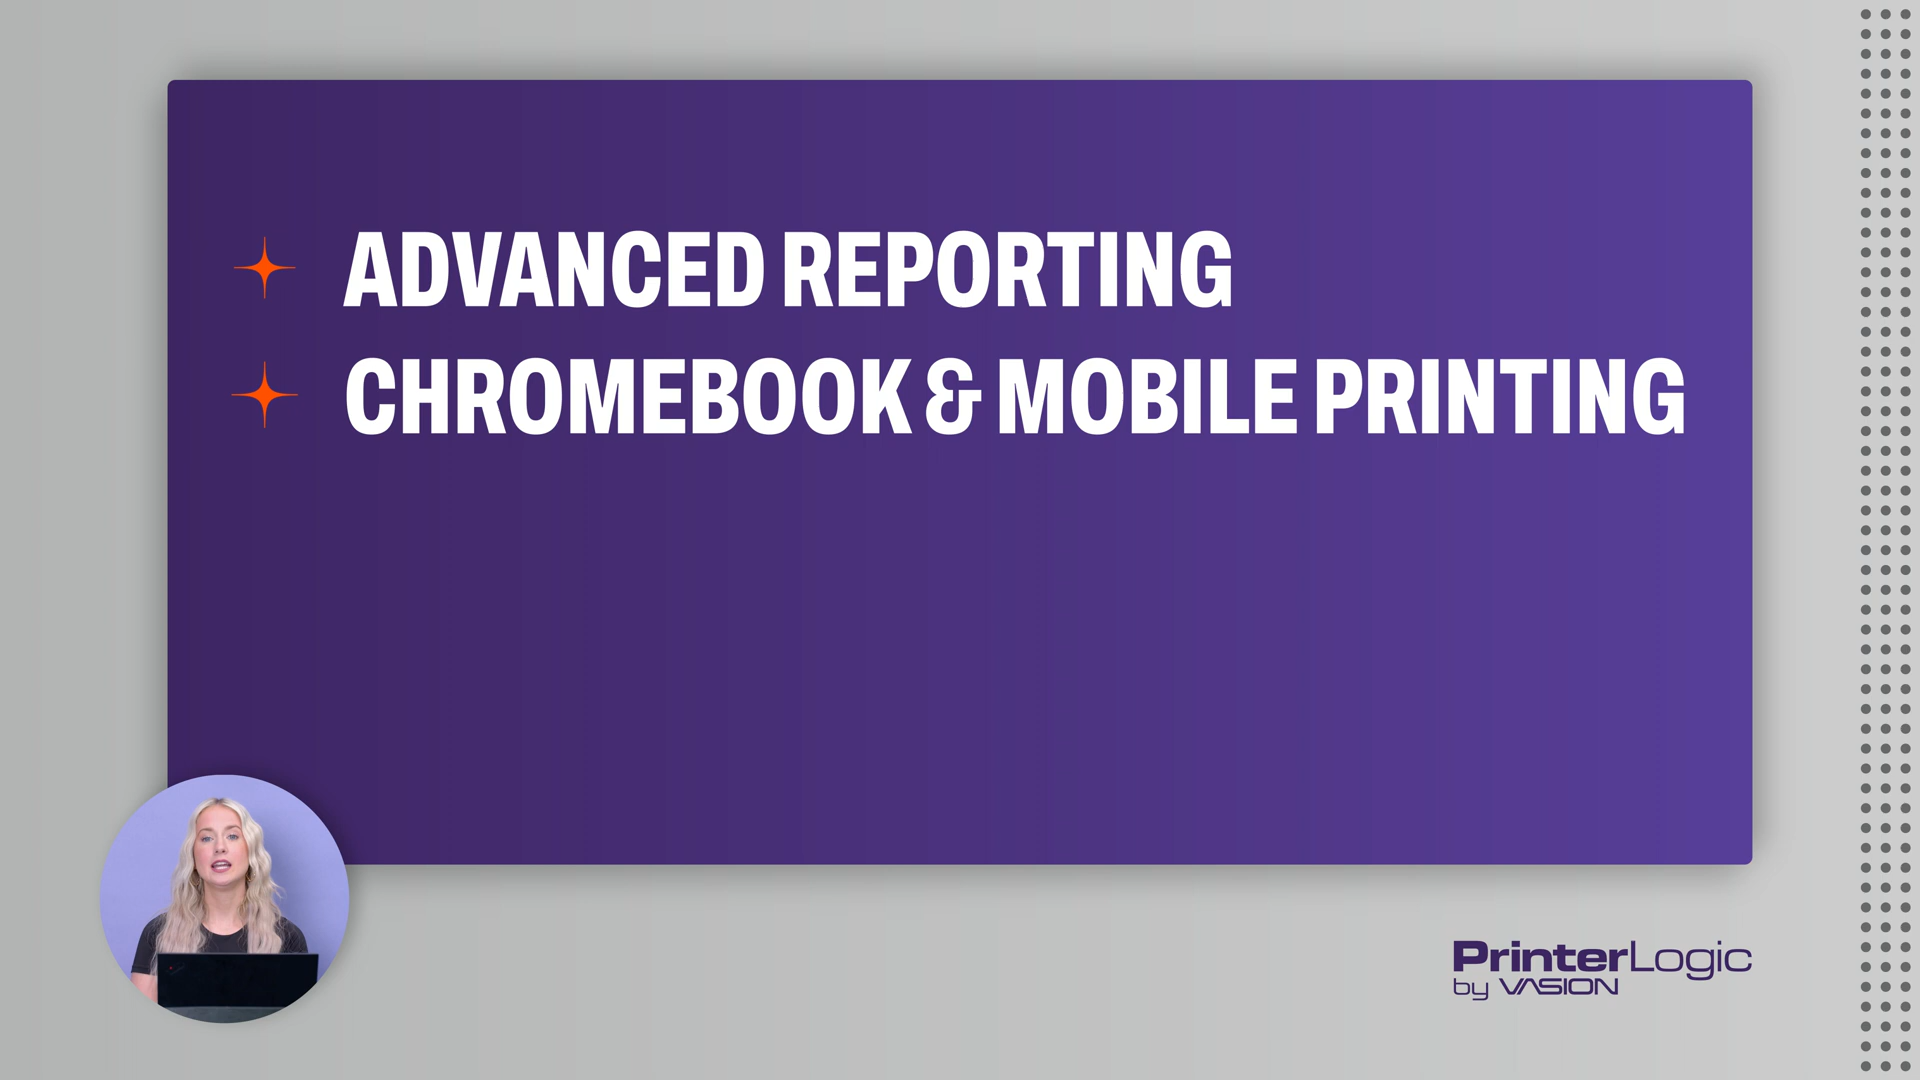 ADVANCED REPORTING
CHROMEBOOK & MOBILE PRINTING
PrinterLogic
by VASION